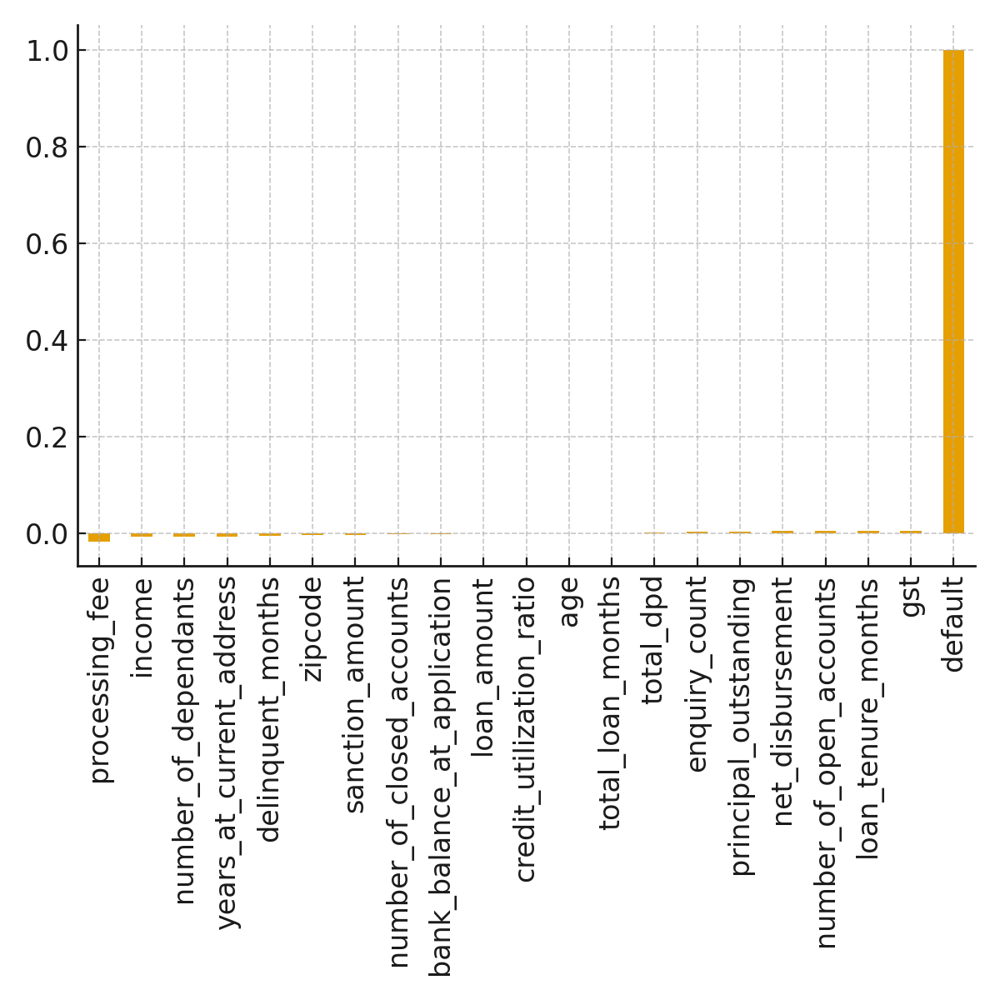 1.0
0.8
0.6
0.4
0.2
0.0
processing_fee
income
number_of_dependants
years_at_current_address
delinquent_months
zipcode
sanction_amount
number_of_closed_accounts
bank_balance_at_application
loan_amount
credit_utilization_ratio
age
total_loan_months
total_dpd
enquiry_count
principal_outstanding
net_disbursement
number_of_open_accounts
loan_tenure_months
gst
default